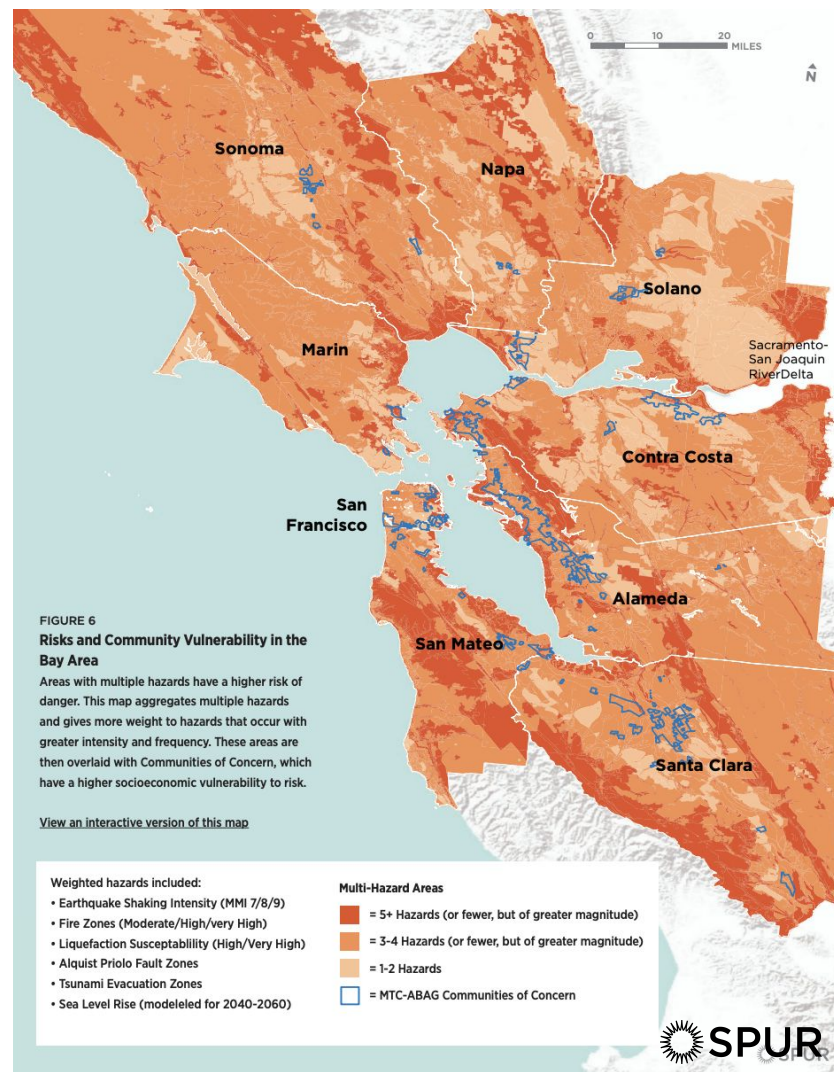 0 10 20
MILES
N
Sonoma
Napa
Solano
Sacramento-
San Joaquin
RiverDelta
Marin
Contra Costa
San
Francisco
Alameda
San Mateo
Santa Clara
FIGURE 6
Risks and Community Vulnerability in the
Bay Area
Areas with multiple hazards have a higher risk of
danger. This map aggregates multiple hazards
and gives more weight to hazards that occur with
greater intensity and frequency. These areas are
then overlaid with Communities of Concern, which
have a higher socioeconomic vulnerability to risk.
View an interactive version of this map
Weighted hazards included:
• Earthquake Shaking Intensity (MMI 7/8/9)
• Fire Zones (Moderate/High/very High)
• Liquefaction Susceptablility (High/Very High)
• Alquist Priolo Fault Zones
• Tsunami Evacuation Zones
• Sea Level Rise (modeleled for 2040-2060)
Multi-Hazard Areas
= 5+ Hazards (or fewer, but of greater magnitude)
= 3-4 Hazards (or fewer, but of greater magnitude)
= 1-2 Hazards
= MTC-ABAG Communities of Concern
SPUR
SPUR